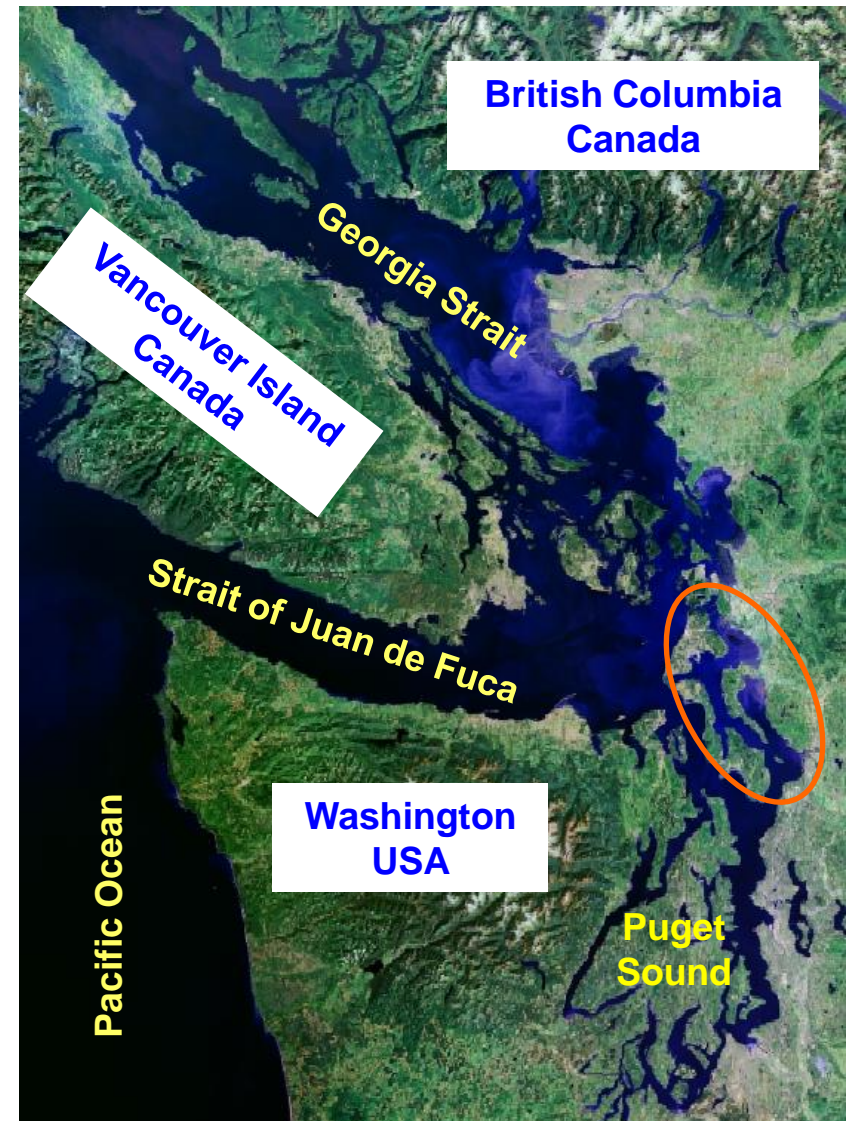 British Columbia
Canada
Georgia Strait
Vancouver Island
Canada
Strait of Juan de Fuca
Washington
USA
Pacific Ocean
Puget
Sound